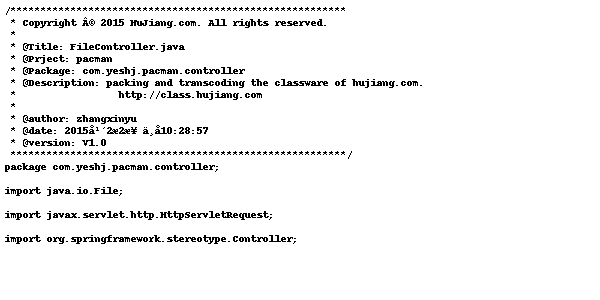 /********************************************************
* Copyright Â© 2015 HuJiang.com. All rights reserved.
*
* @Title: FileController.java
* @Prject: pacman
* @Package: com.yeshj.pacman.controller
* @Description: packing and transcoding the classware of hujiang.com.
* http://class.hujiang.com
*
* @author: zhangxinyu
* @date: 2015å¹´2æ2æ¥ ä¸å10:28:57
* @version: V1.0
********************************************************/
package com.yeshj.pacman.controller;
import java.io.File;
import javax.servlet.http.HttpServletRequest;
import org.springframework.stereotype.Controller;